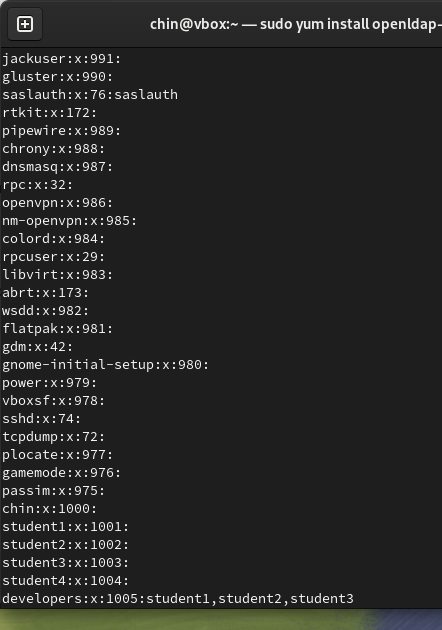 chin@vbox:~ — sudo yum install openldap-
jackuser:x:991:
gluster:x:990:
saslauth:x:76:saslauth
rtkit:x:172:
pipewire:x:989:
chrony:x:988:
dnsmasq:x:987:
rpc:x:32:
openvpn:x:986:
nm-openvpn:x:985:
colord:x:984:
rpcuser:x:29:
libvirt:x:983:
abrt:x:173:
wsdd:x:982:
flatpak:x:981:
gdm:x:42:
gnome-initial-setup:x:980:
power:x:979:
vboxsf:x:978:
sshd:x:74:
tcpdump:x:72:
plocate:x:977:
gamemode:x:976:
passim:x:975:
chin:x:1000:
student1:x:1001:
student2:x:1002:
student3:x:1003:
student4:x:1004:
developers:x:1005:student1,student2,student3